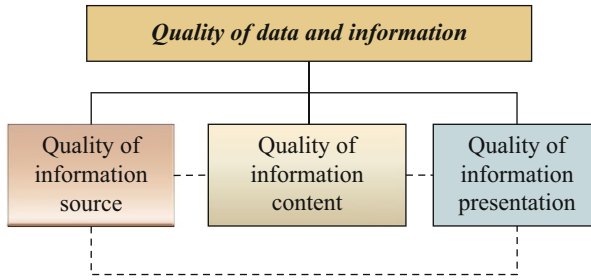 Quality of data and information
Quality of
information
source
Quality of
information
content
Quality of
information
presentation